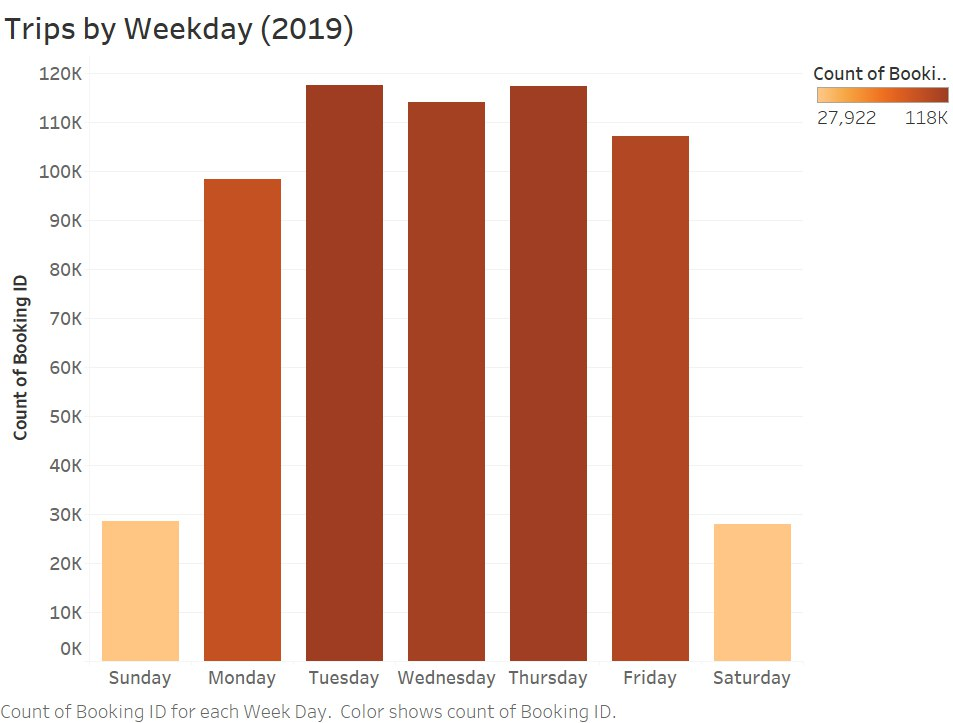 Trips by Weekday (2019)
Count of Booki..
27,922 118K
120K
110K
100K
90K
80K
70K
60K
50K
40K
30K
20K
10K
0K
Count of Booking ID
Sunday Monday Tuesday Wednesday Thursday Friday Saturday
Count of Booking ID for each Week Day. Color shows count of Booking ID.